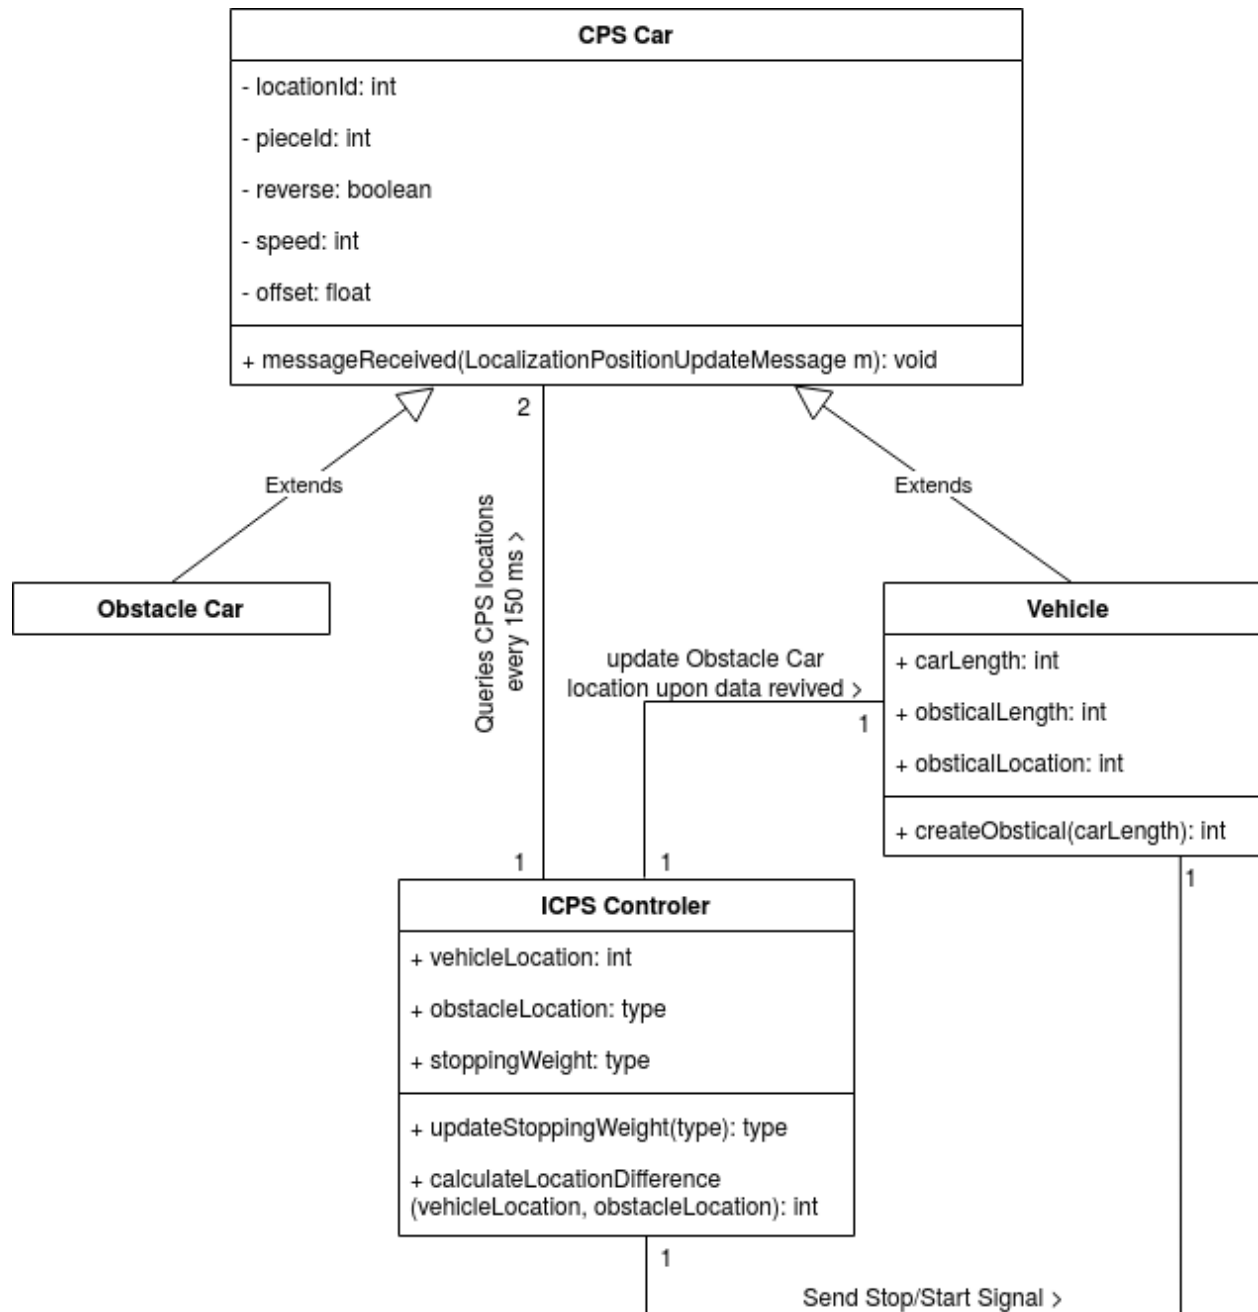 CPS Car
- locationId: int
- pieceId: int
- reverse: boolean
- speed: int
- offset: float
+ messageReceived(LocalizationPositionUpdateMessage m): void
2
Extends
Extends
Queries CPS locations
every 150 ms >
Obstacle Car
Vehicle
+ carLength: int
+ obsticalLength: int
+ obsticalLocation: int
+ createObstical(carLength): int
update Obstacle Car
location upon data revived >
1
1
1
1
ICPS Controler
+ vehicleLocation: int
+ obstacleLocation: type
+ stoppingWeight: type
+ updateStoppingWeight(type): type
+ calculateLocationDifference
(vehicleLocation, obstacleLocation): int
1
Send Stop/Start Signal >